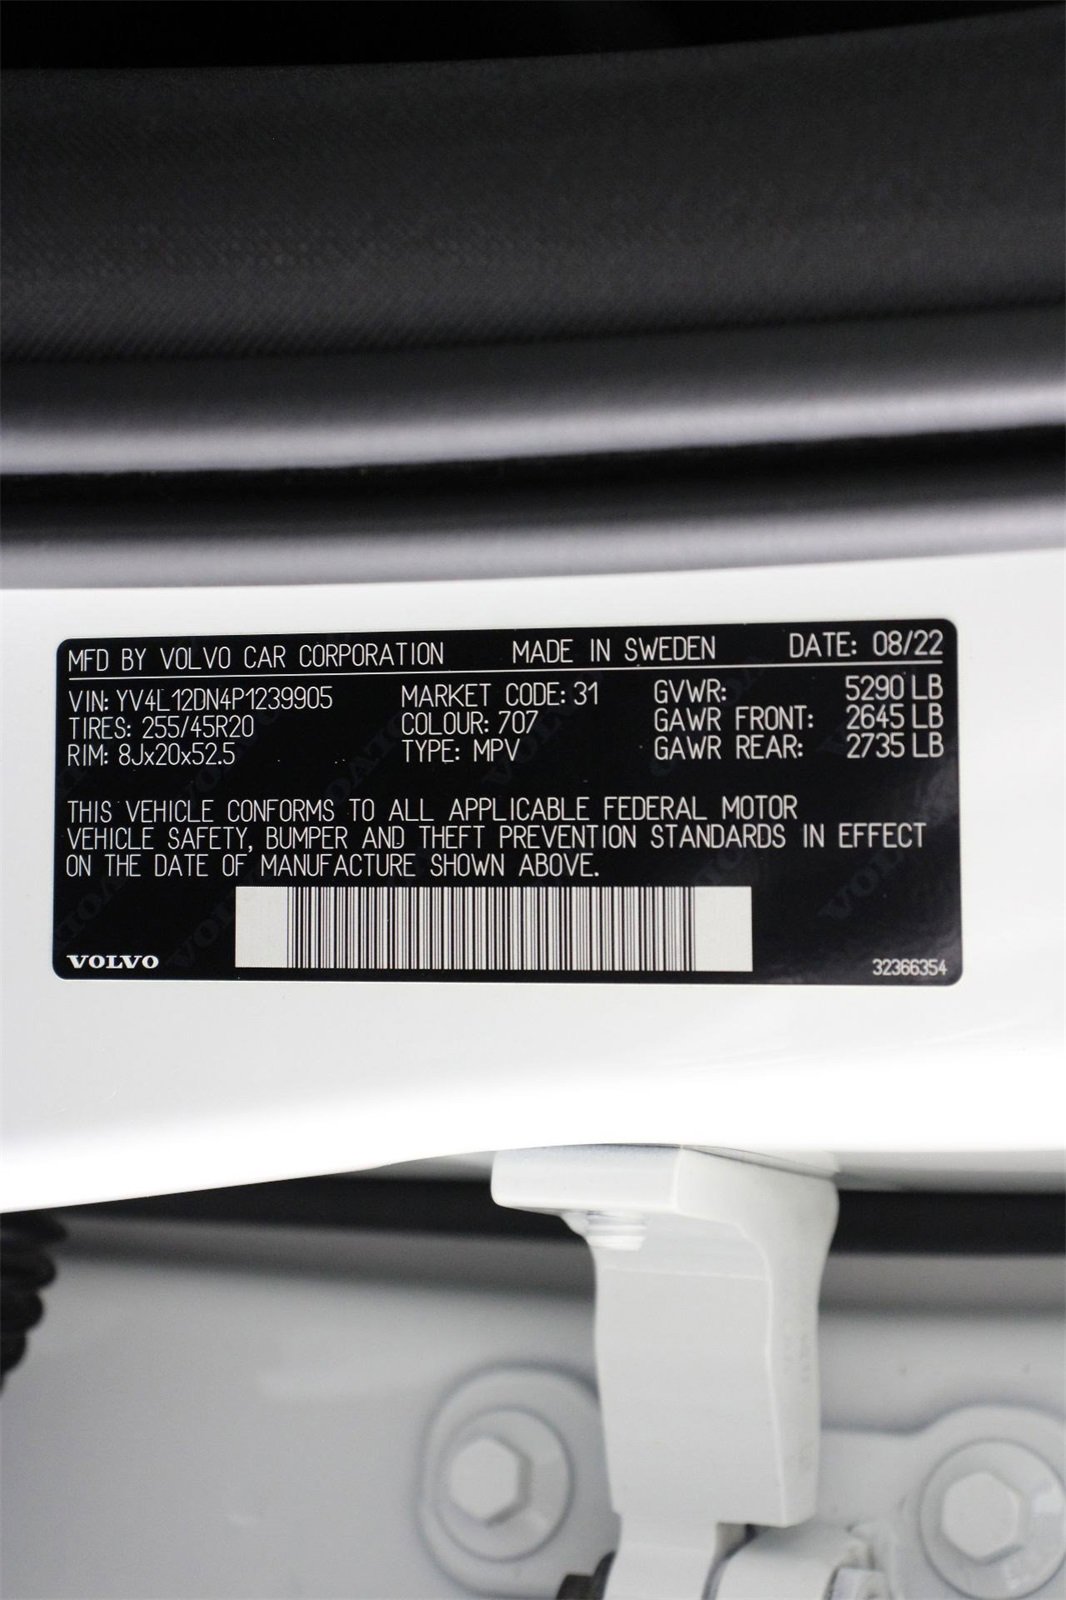 MFD BY VOLVO CAR CORPORATION MADE IN SWEDEN DATE: 08/22
VIN: YV4L12DN4P1239905 MARKET CODE: 31 GVWR: 5290 LB
TIRES: 255/45R20 COLOUR: 707 GAWR FRONT: 2645 LB
RIM: 8Jx20x52.5 TYPE: MPV GAWR REAR: 2735 LB
THIS VEHICLE CONFORMS TO ALL APPLICABLE FEDERAL MOTOR
VEHICLE SAFETY, BUMPER AND THEFT PREVENTION STANDARDS IN EFFECT
ON THE DATE OF MANUFACTURE SHOWN ABOVE.
VOLVO 32366354